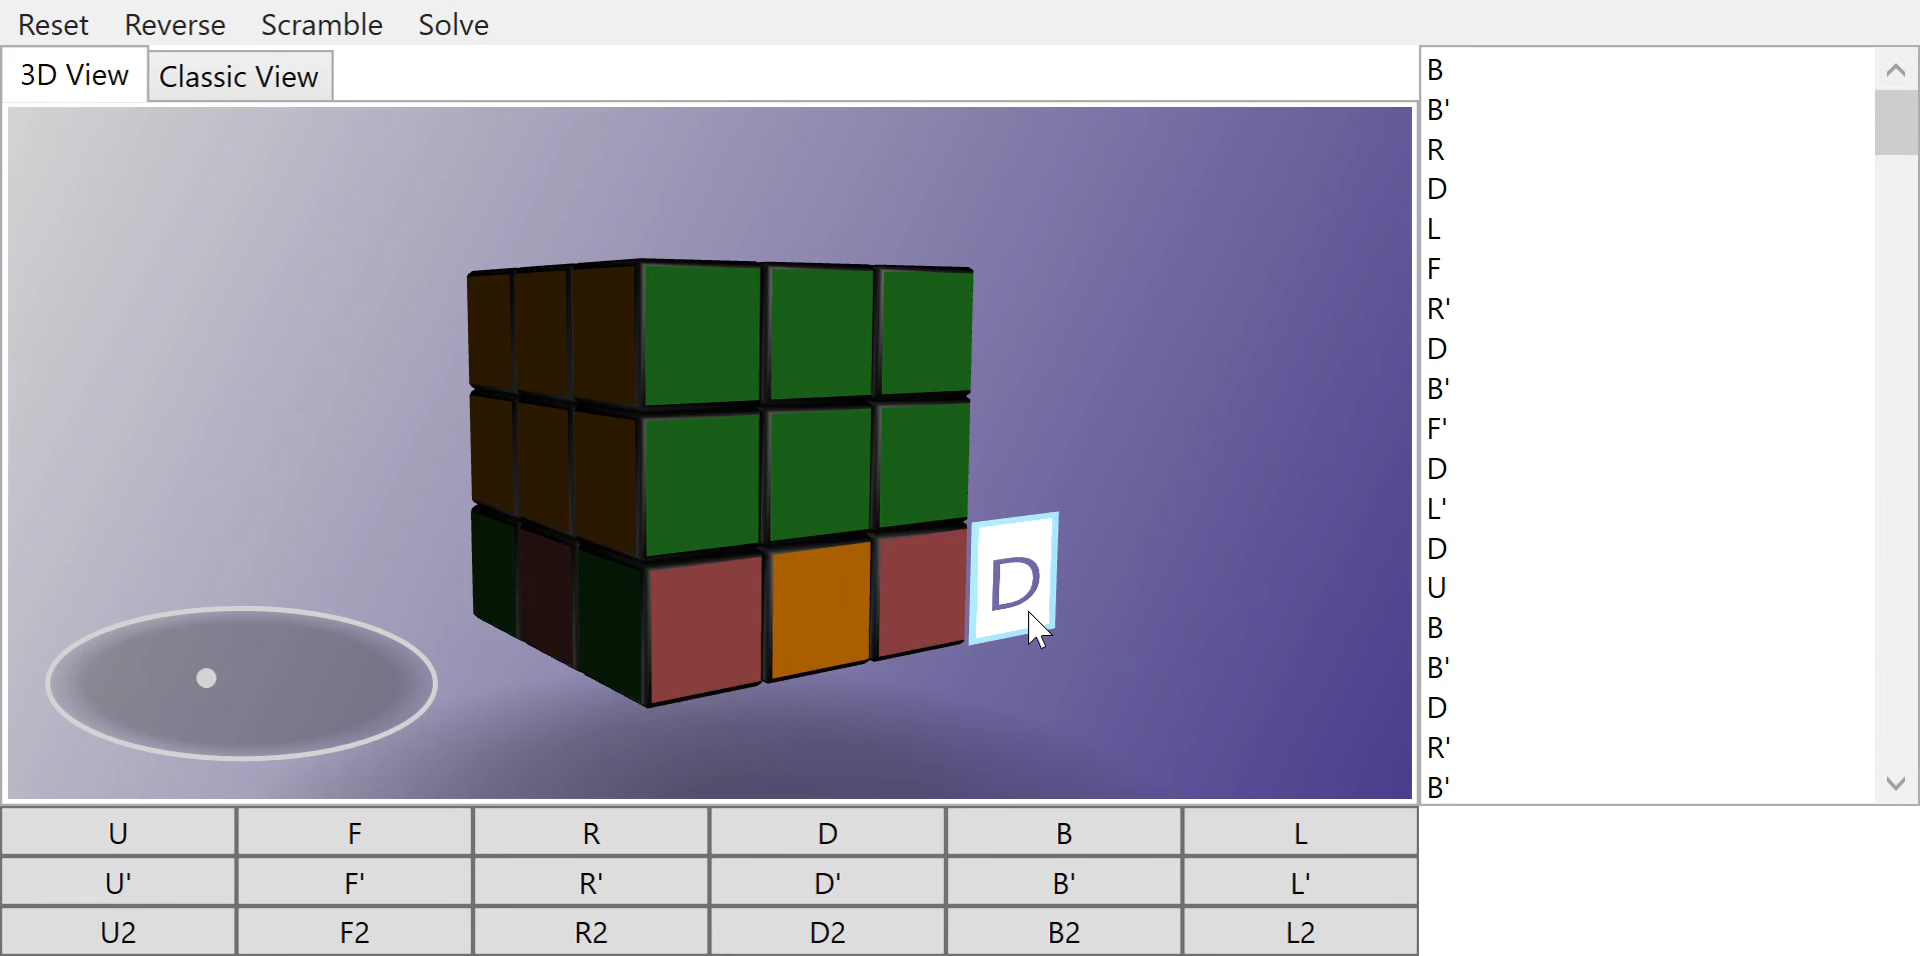 Reset Reverse Scramble Solve
3D View Classic View
D
B
B'
R
D
L
F
R'
D
B'
F'
D
L'
D
U
B
B'
D
R'
B'
U F R D B L
U' F' R' D' B' L'
U2 F2 R2 D2 B2 L2